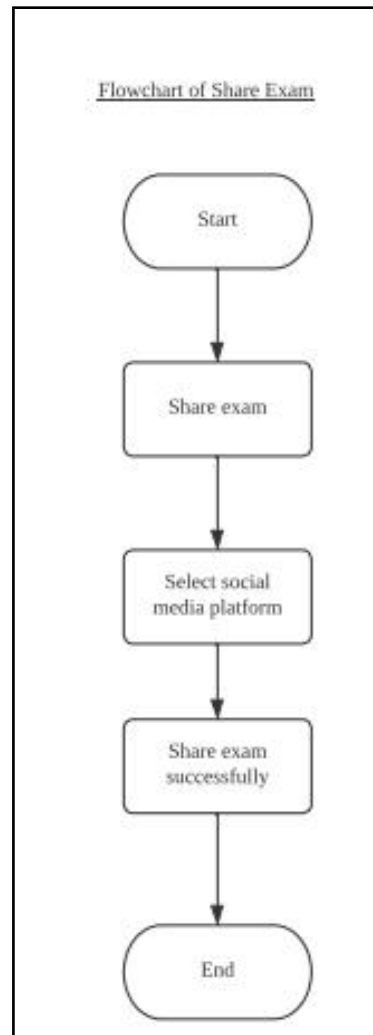 Flowchart of Share Exam
Start
Share exam
Select social
media platform
Share exam
successfully
End